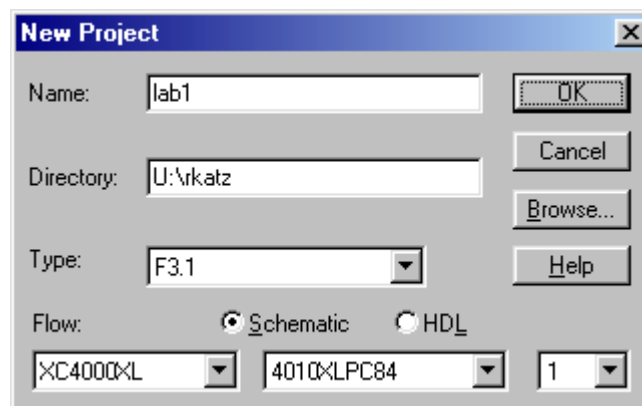 New Project
Name: lab1 OK
Cancel
Directory: U:\rkatz
Browse...
Type: F3.1 Help
Flow: Schematic HDL
XC4000XL 4010XLPC84 1